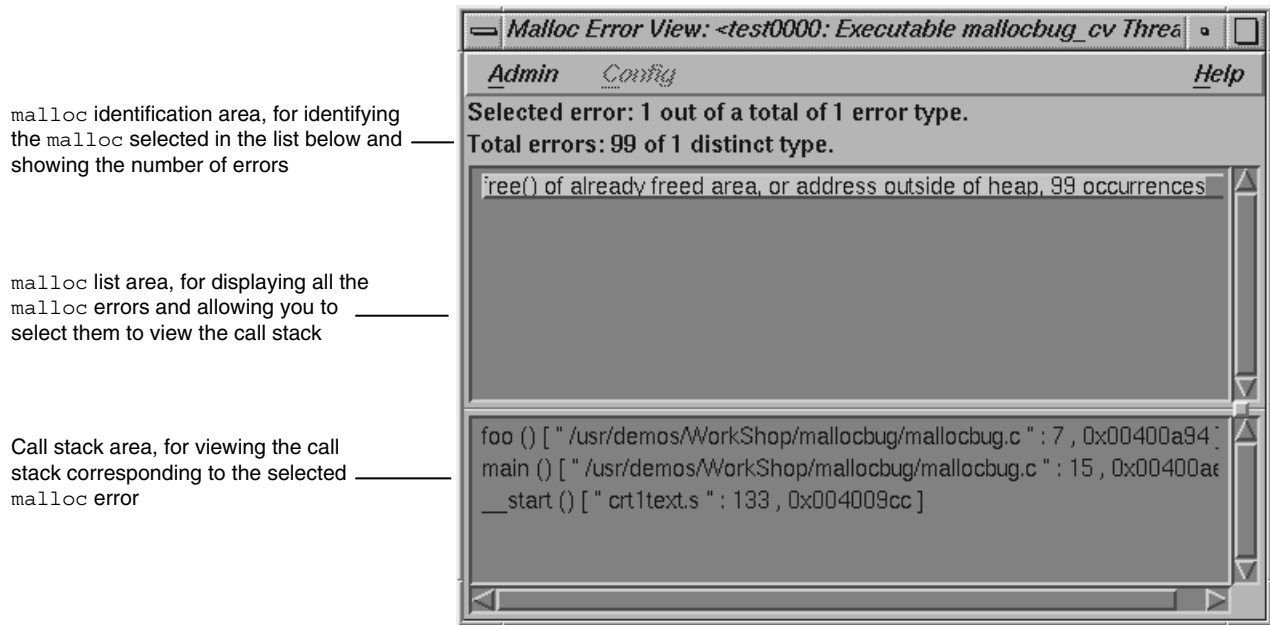 Malloc Error View: <test0000: Executable mallocbug_cv Threa
Admin Config Help
Selected error: 1 out of a total of 1 error type.
Total errors: 99 of 1 distinct type.
free() of already freed area, or address outside of heap, 99 occurrences
foo () [ " /usr/demos/WorkShop/mallocbug/mallocbug.c " : 7 , 0x00400a94 ]
main () [ " /usr/demos/WorkShop/mallocbug/mallocbug.c " : 15 , 0x00400ae
__start () [ " crt1text.s " : 133 , 0x004009cc ]
malloc identification area, for identifying
the malloc selected in the list below and
showing the number of errors
malloc list area, for displaying all the
malloc errors and allowing you to
select them to view the call stack
Call stack area, for viewing the call
stack corresponding to the selected
malloc error